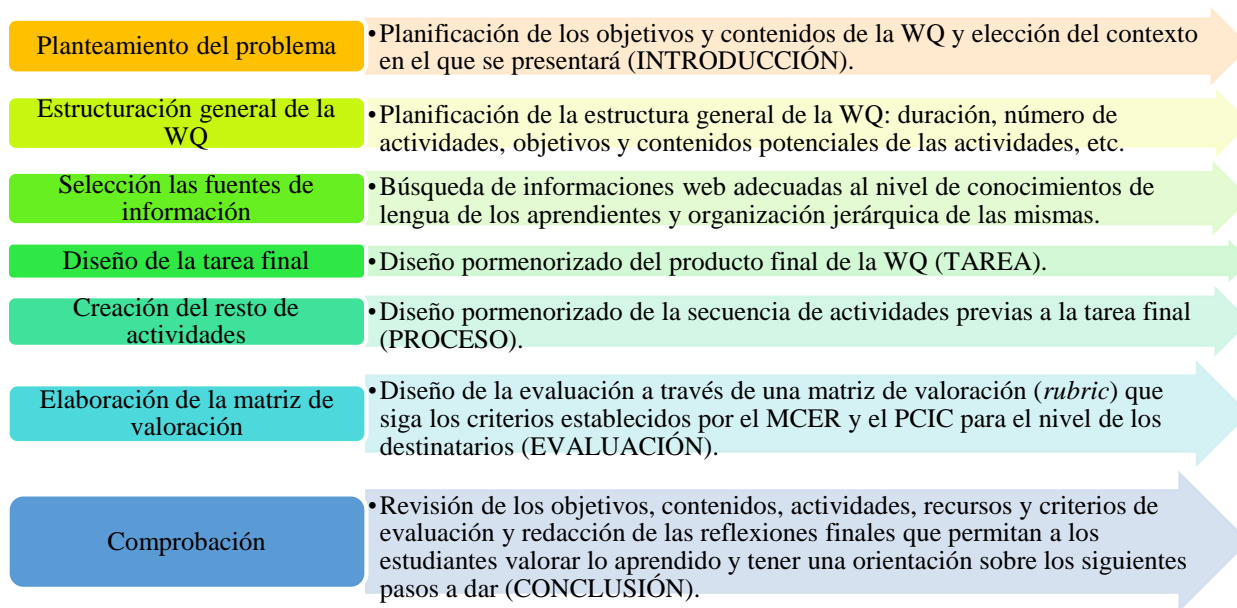 Planteamiento del problema
•Planificación de los objetivos y contenidos de la WQ y elección del contexto
en el que se presentará (INTRODUCCIÓN).
Estructuración general de la
WQ
•Planificación de la estructura general de la WQ: duración, número de
actividades, objetivos y contenidos potenciales de las actividades, etc.
Selección las fuentes de
información
•Búsqueda de informaciones web adecuadas al nivel de conocimientos de
lengua de los aprendientes y organización jerárquica de las mismas.
Diseño de la tarea final
•Diseño pormenorizado del producto final de la WQ (TAREA).
Creación del resto de
actividades
•Diseño pormenorizado de la secuencia de actividades previas a la tarea final
(PROCESO).
Elaboración de la matriz de
valoración
•Diseño de la evaluación a través de una matriz de valoración (rubric) que
siga los criterios establecidos por el MCER y el PCIC para el nivel de los
destinatarios (EVALUACIÓN).
Comprobación
•Revisión de los objetivos, contenidos, actividades, recursos y criterios de
evaluación y redacción de las reflexiones finales que permitan a los
estudiantes valorar lo aprendido y tener una orientación sobre los siguientes
pasos a dar (CONCLUSIÓN).